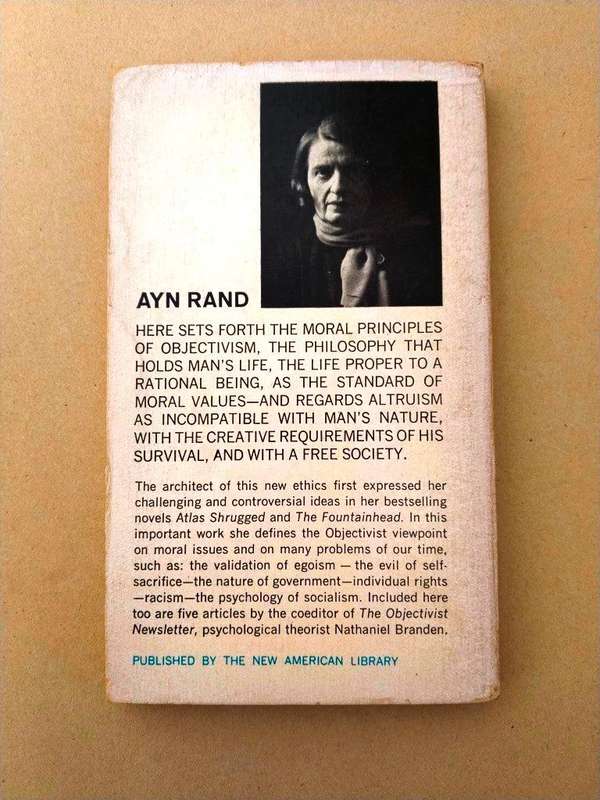 AYN RAND
HERE SETS FORTH THE MORAL PRINCIPLES
OF OBJECTIVISM, THE PHILOSOPHY THAT
HOLDS MAN'S LIFE, THE LIFE PROPER TO A
RATIONAL BEING, AS THE STANDARD OF
MORAL VALUES—AND REGARDS ALTRUISM
AS INCOMPATIBLE WITH MAN'S NATURE,
WITH THE CREATIVE REQUIREMENTS OF HIS
SURVIVAL, AND WITH A FREE SOCIETY.
The architect of this new ethics first expressed her
challenging and controversial ideas in her bestselling
novels Atlas Shrugged and The Fountainhead. In this
important work she defines the Objectivist viewpoint
on moral issues and on many problems of our time,
such as: the validation of egoism — the evil of self-
sacrifice—the nature of government—individual rights
—racism—the psychology of socialism. Included here
too are five articles by the coeditor of The Objectivist
Newsletter, psychological theorist Nathaniel Branden.
PUBLISHED BY THE NEW AMERICAN LIBRARY